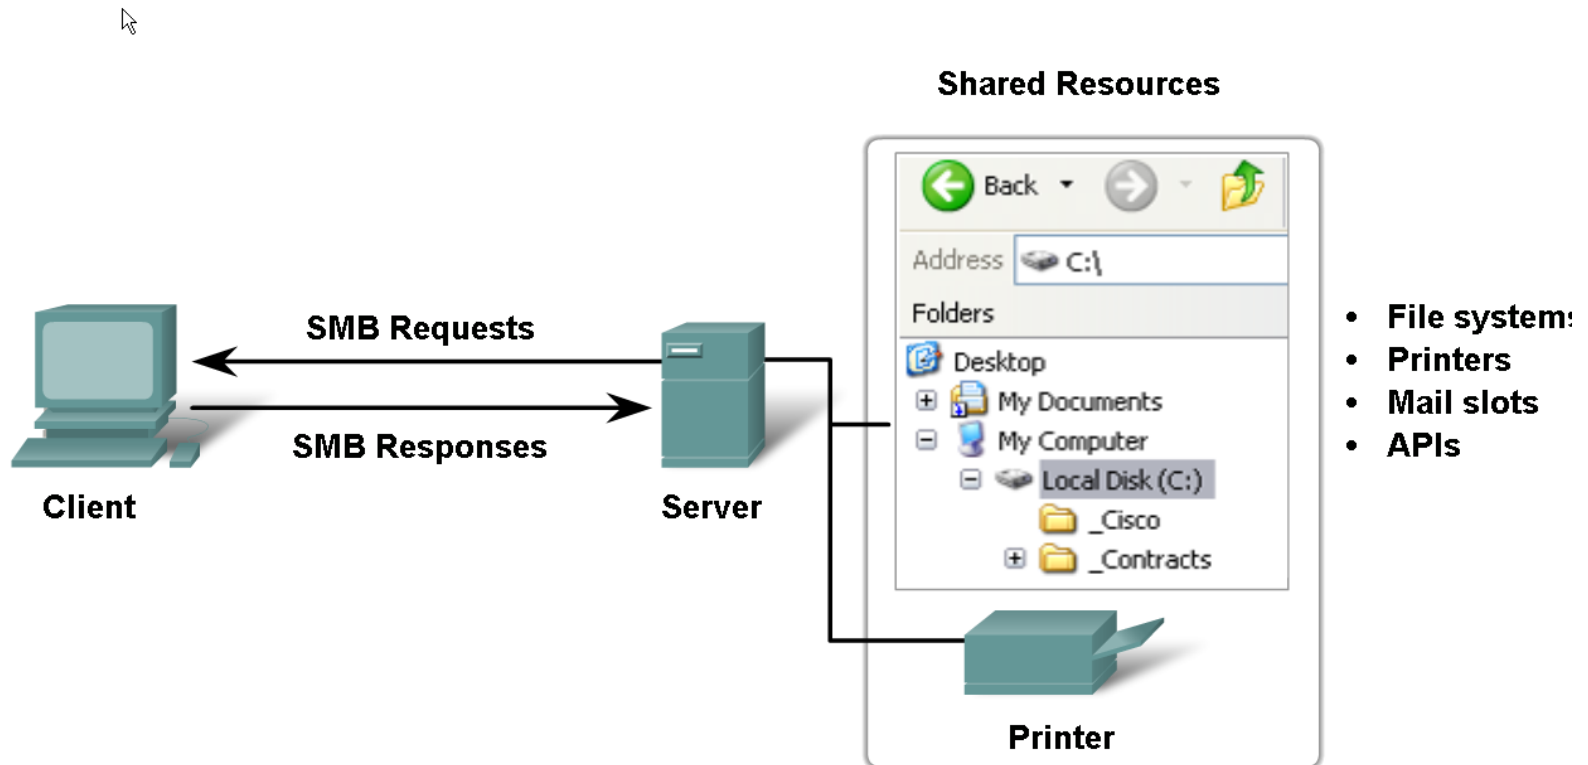 Shared Resources
Back
Address C:\
Folders
Desktop
My Documents
My Computer
Local Disk (C:)
_Cisco
_Contracts
SMB Requests
SMB Responses
Client
Server
Printer
• File systems
• Printers
• Mail slots
• APIs